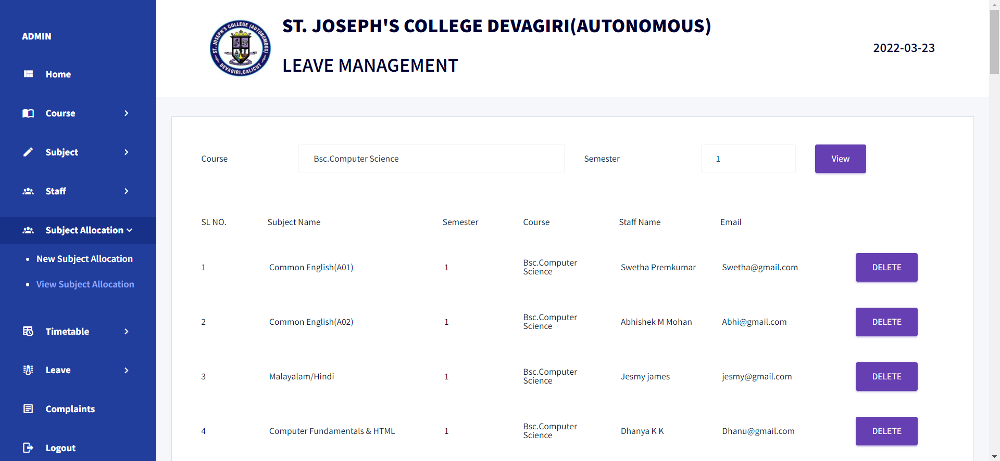 ADMIN
Home
Course
Subject
Staff
Subject Allocation
New Subject Allocation
View Subject Allocation
Timetable
Leave
Complaints
Logout
ST. JOSEPH'S COLLEGE (AUTONOMOUS)
DEVAGIRI,CALICUT
ST. JOSEPH'S COLLEGE DEVAGIRI(AUTONOMOUS)
LEAVE MANAGEMENT
2022-03-23
Course Bsc.Computer Science Semester 1 View
SL NO. Subject Name Semester Course Staff Name Email
1 Common English(A01) 1 Bsc.Computer Science Swetha Premkumar Swetha@gmail.com DELETE
2 Common English(A02) 1 Bsc.Computer Science Abhishek M Mohan Abhi@gmail.com DELETE
3 Malayalam/Hindi 1 Bsc.Computer Science Jesmy james jesmy@gmail.com DELETE
4 Computer Fundamentals & HTML 1 Bsc.Computer Science Dhanya K K Dhanu@gmail.com DELETE